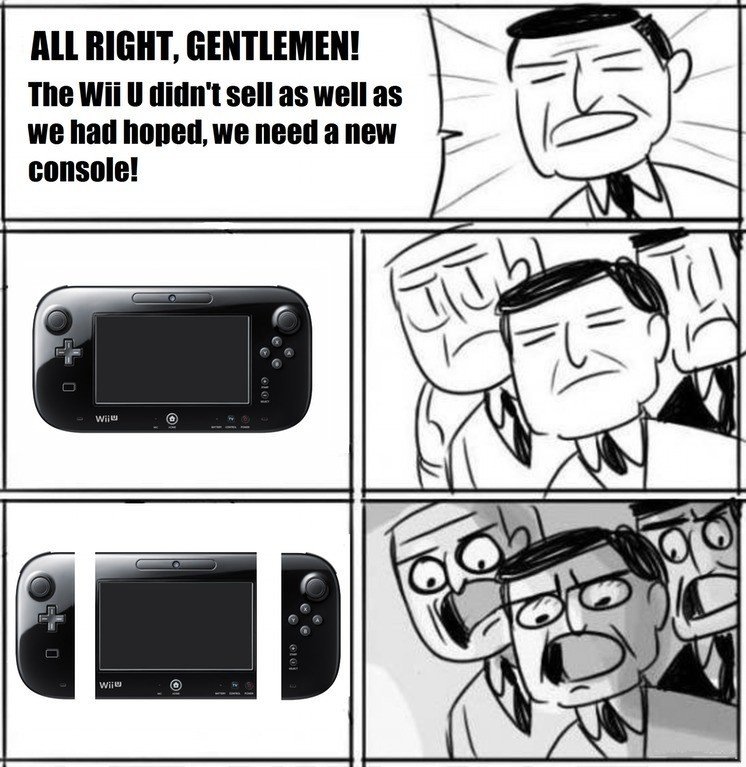 ALL RIGHT, GENTLEMEN!
The Wii U didn't sell as well as
we had hoped, we need a new
console!
Wii U
Wii U